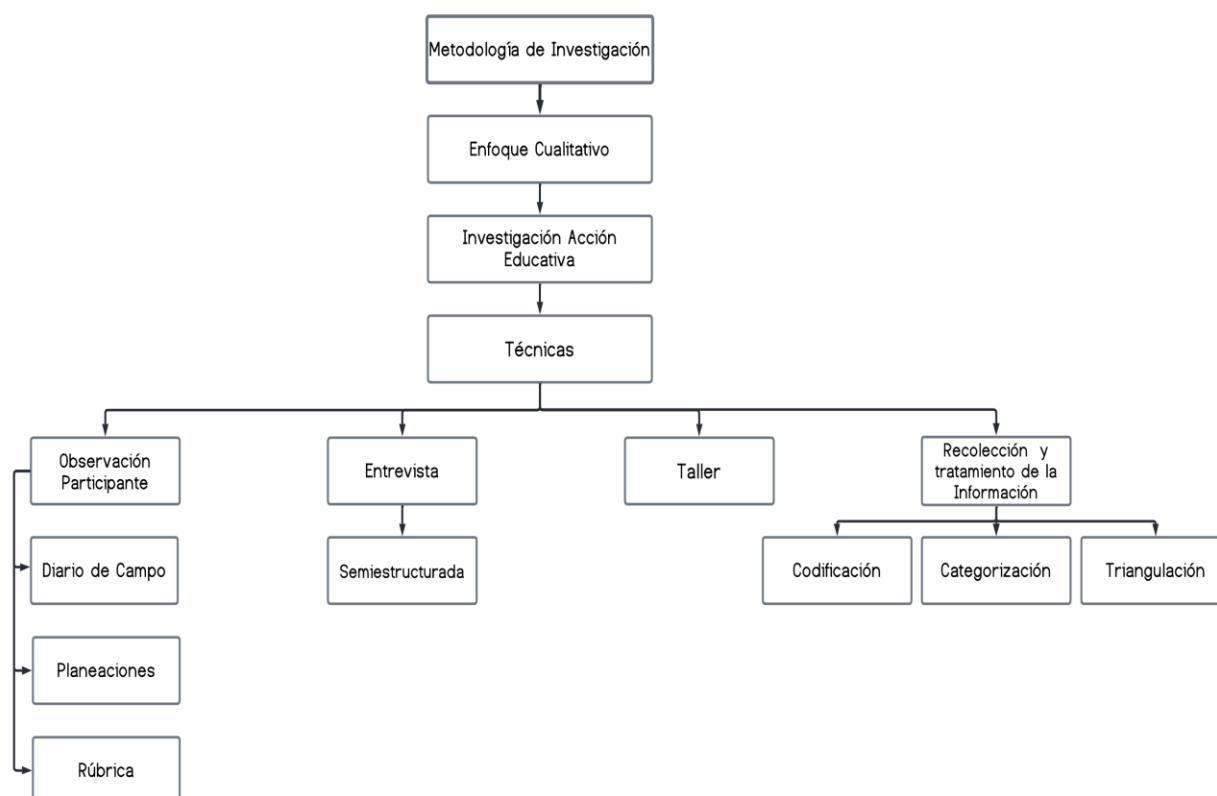 Metodología de Investigación
Enfoque Cualitativo
Investigación Acción
Educativa
Técnicas
Observación
Participante
Entrevista
Taller
Recolección y
tratamiento de la
Información
Diario de Campo
Semiestructurada
Codificación
Categorización
Triangulación
Planeaciones
Rúbrica